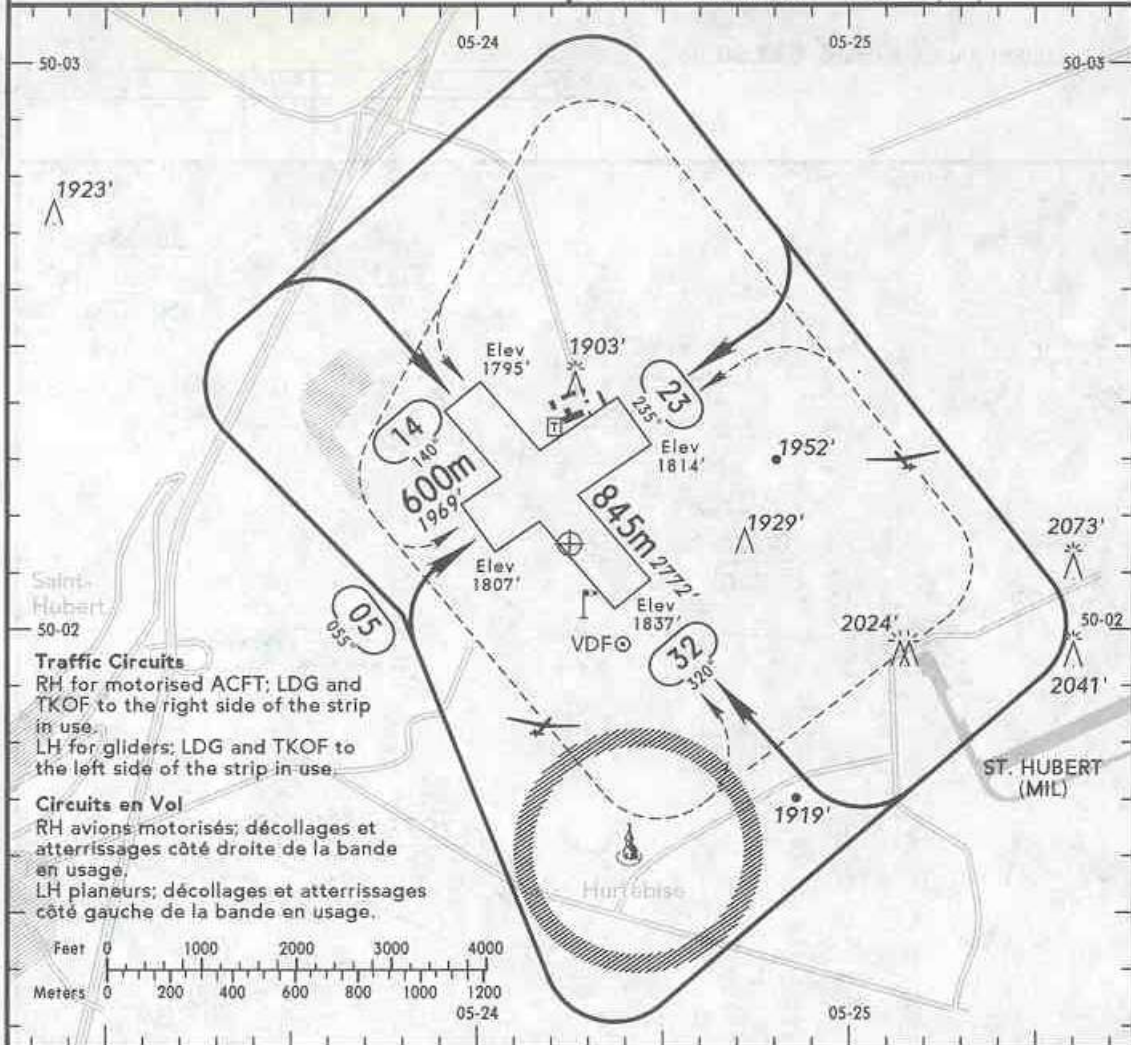 05-24
05-25
50-03
50-03
1923'
Elev
1795'
1903'
23
235°
14
140°
T
Elev
1814'
1952'
600m
1969'
845m 2772'
1929'
2073'
Elev
1807'
Saint-
Hubert
05
055°
Elev
1837'
50-02
2024'
50-02
VDF
32
320°
2041'
Traffic Circuits
RH for motorised ACFT; LDG and
TKOF to the right side of the strip
in use.
LH for gliders; LDG and TKOF to
the left side of the strip in use.
ST. HUBERT
(MIL)
Circuits en Vol
RH avions motorisés; décollages et
atterrissages côté droite de la bande
en usage.
LH planeurs; décollages et atterrissages
côté gauche de la bande en usage.
1919'
Hurtebise
Feet 0 1000 2000 3000 4000
Meters 0 200 400 600 800 1000 1200
05-24
05-25